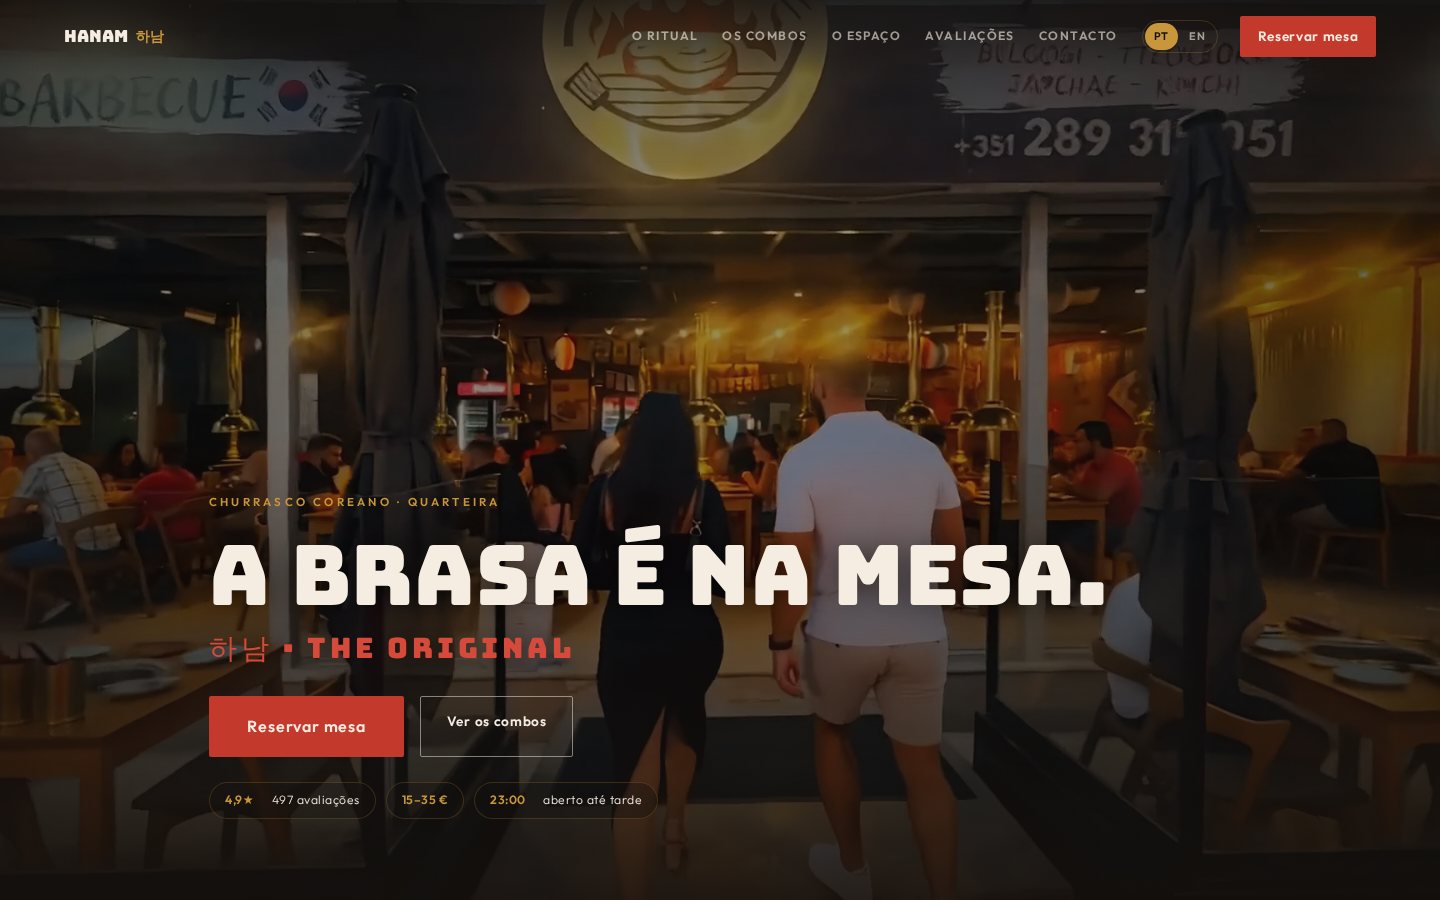 HANAM 하남
O RITUAL OS COMBOS O ESPAÇO AVALIAÇÕES CONTACTO PT EN Reservar mesa
BARBECUE
BULGOGI -
JAPCHAE - KIMCHI
+351 289 315 051
CHURRASCO COREANO · QUARTEIRA
A BRASA É NA MESA.
하남 · THE ORIGINAL
Reservar mesa Ver os combos
4,9★ 497 avaliações 15–35 € 23:00 aberto até tarde